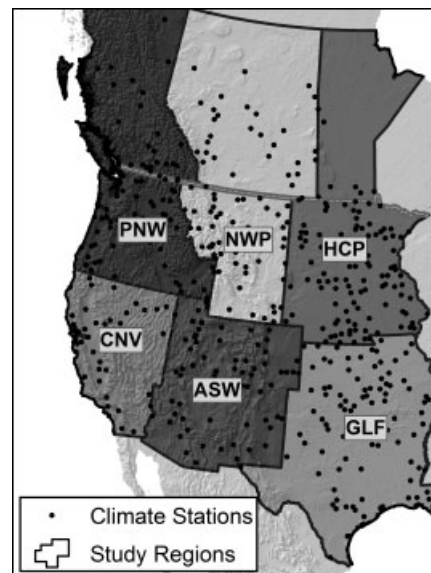 PNW
NWP
HCP
CNV
ASW
GLF
Climate Stations
Study Regions